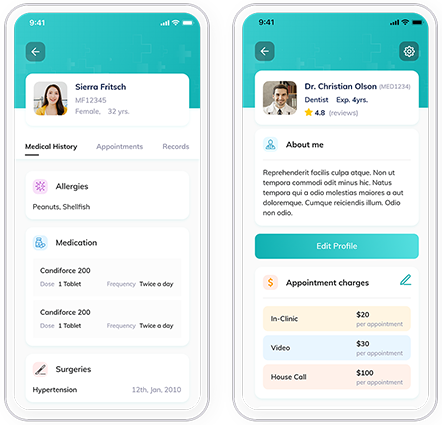 9:41
Sierra Fritsch
MF12345
Female, 32 yrs.
Medical History Appointments Records
Allergies
Peanuts, Shellfish
Medication
Candiforce 200
Dose 1 Tablet Frequency Twice a day
Candiforce 200
Dose 1 Tablet Frequency Twice a day
Surgeries
Hypertension 12th, Jan, 2010
9:41
Dr. Christian Olson (MED1234)
Dentist Exp. 4yrs.
4.8 (reviews)
About me
Reprehenderit facilis culpa atque. Non ut
tempora commodi odit minus hic. Natus
tempora qui a odio molestias maiores a aut
doloremque. Cumque reiciendis illum. Odio
non odio.
Edit Profile
$ Appointment charges
In-Clinic $20
per appointment
Video $30
per appointment
House Call $100
per appointment